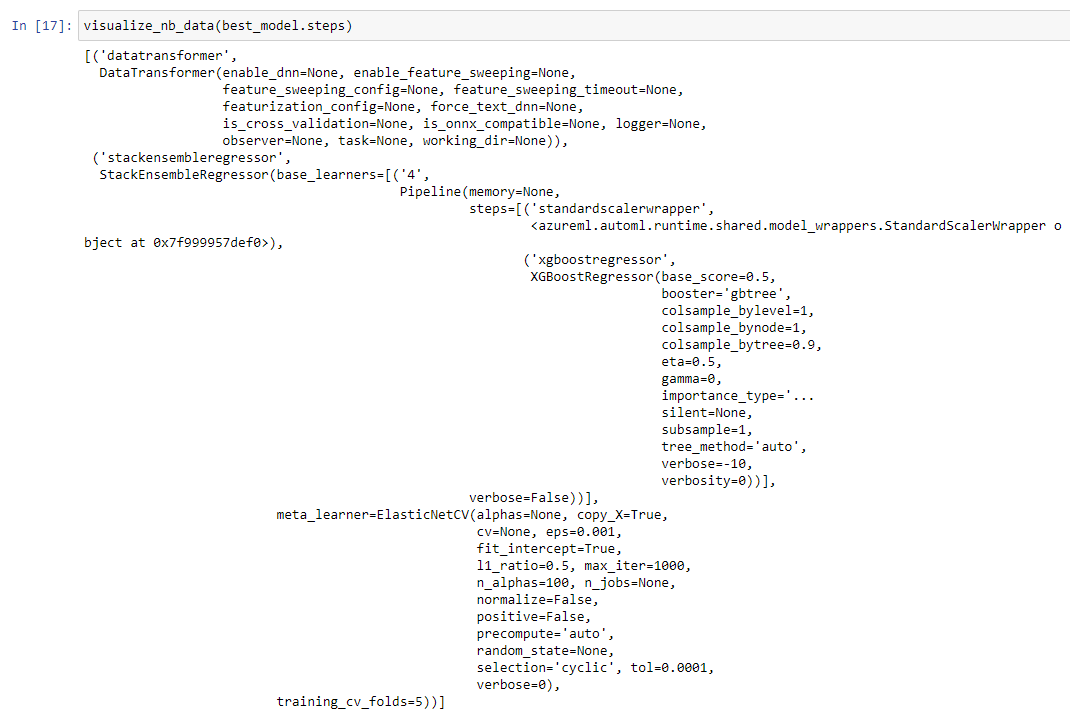 In [17]: visualize_nb_data(best_model.steps)
[('datatransformer',
DataTransformer(enable_dnn=None, enable_feature_sweeping=None,
feature_sweeping_config=None, feature_sweeping_timeout=None,
featurization_config=None, force_text_dnn=None,
is_cross_validation=None, is_onnx_compatible=None, logger=None,
observer=None, task=None, working_dir=None)),
('stackensembleregressor',
StackEnsembleRegressor(base_learners=[('4',
Pipeline(memory=None,
steps=[('standardscalerwrapper',
<azureml.automl.runtime.shared.model_wrappers.StandardScalerWrapper o
bject at 0x7f999957def0>),
('xgboostregressor',
XGBoostRegressor(base_score=0.5,
booster='gbtree',
colsample_bylevel=1,
colsample_bynode=1,
colsample_bytree=0.9,
eta=0.5,
gamma=0,
importance_type='...
silent=None,
subsample=1,
tree_method='auto',
verbose=-10,
verbosity=0))],
verbose=False))],
meta_learner=ElasticNetCV(alphas=None, copy_X=True,
cv=None, eps=0.001,
fit_intercept=True,
l1_ratio=0.5, max_iter=1000,
n_alphas=100, n_jobs=None,
normalize=False,
positive=False,
precompute='auto',
random_state=None,
selection='cyclic', tol=0.0001,
verbose=0),
training_cv_folds=5))]